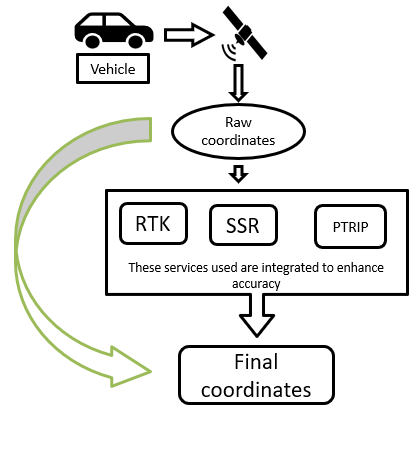 Vehicle
Raw
coordinates
RTK
SSR
PTRIP
These services used are integrated to enhance
accuracy
Final
coordinates